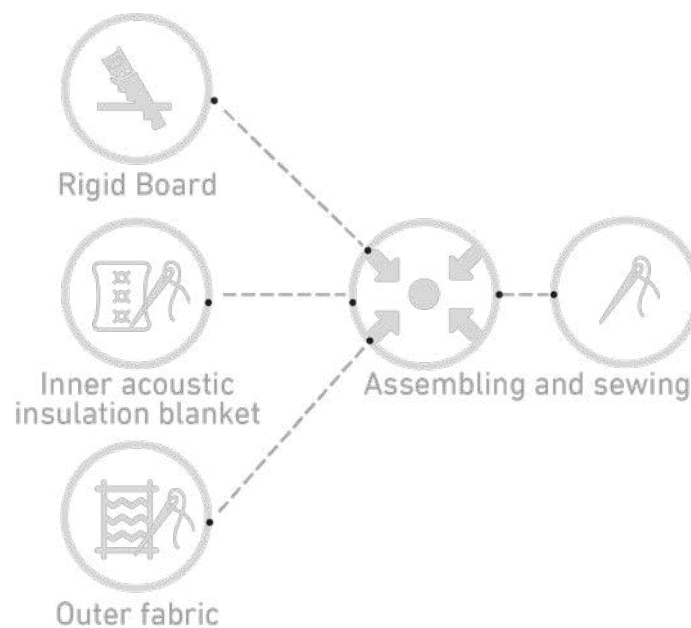 Rigid Board
Inner acoustic
insulation blanket
Assembling and sewing
Outer fabric